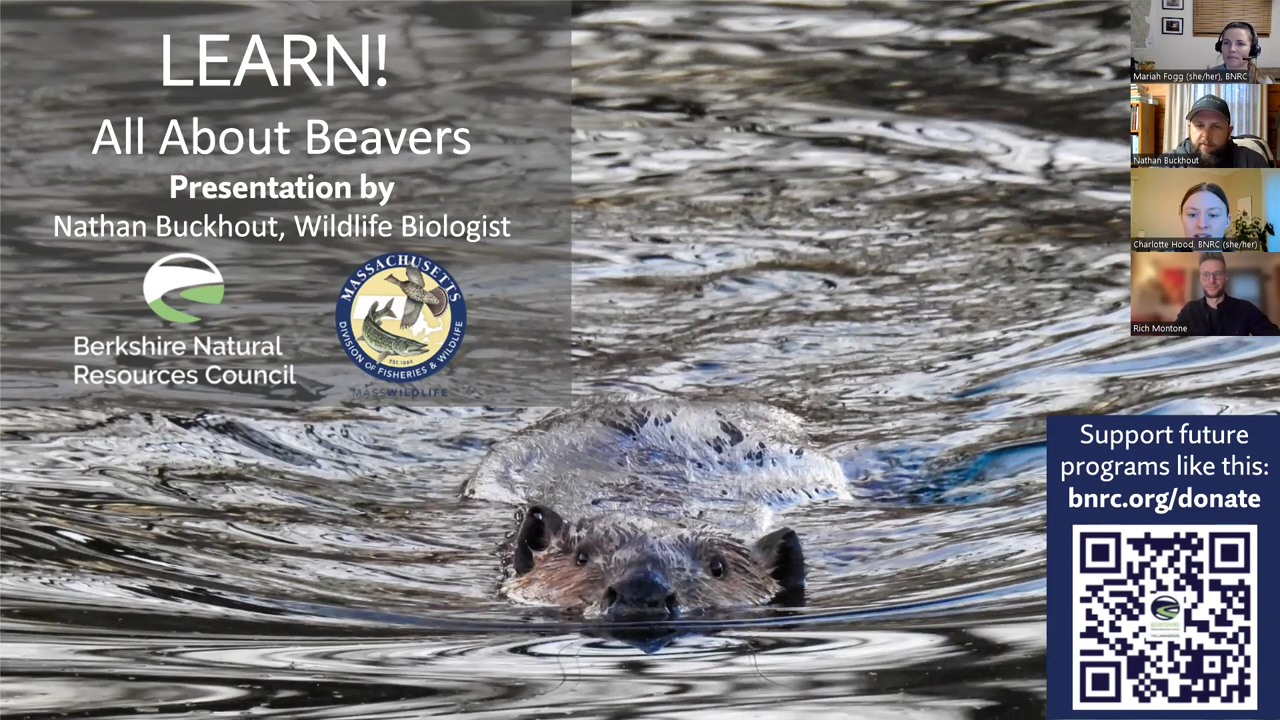 LEARN!
All About Beavers
Presentation by
Nathan Buckhout, Wildlife Biologist
Berkshire Natural
Resources Council
MASSACHUSETTS
DIVISION OF FISHERIES & WILDLIFE
EST. 1866
MASSWILDLIFE
Mariah Fogg (she/her), BNRC
Nathan Buckhout
Charlotte Hood, BNRC (she/her)
Rich Montone
Support future
programs like this:
bnrc.org/donate